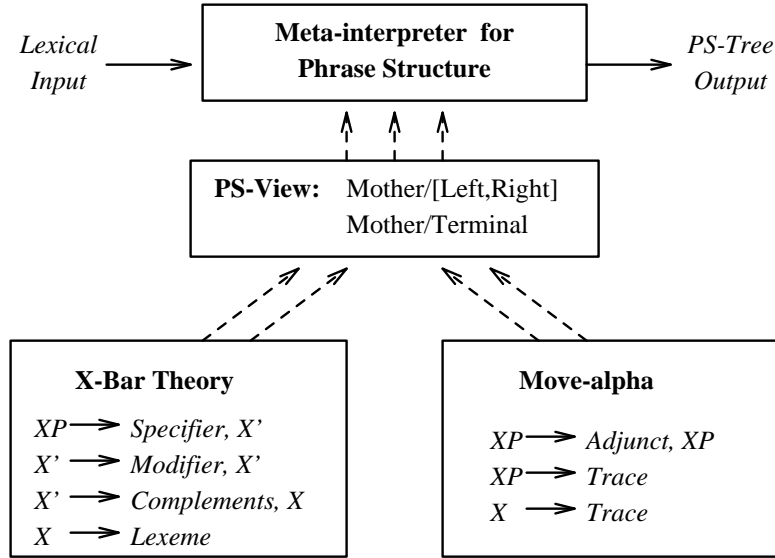 Lexical
Input
Meta-interpreter for
Phrase Structure
PS-Tree
Output
PS-View: Mother/[Left,Right]
Mother/Terminal
X-Bar Theory
XP → Specifier, X'
X' → Modifier, X'
X' → Complements, X
X → Lexeme
Move-alpha
XP → Adjunct, XP
XP → Trace
X → Trace